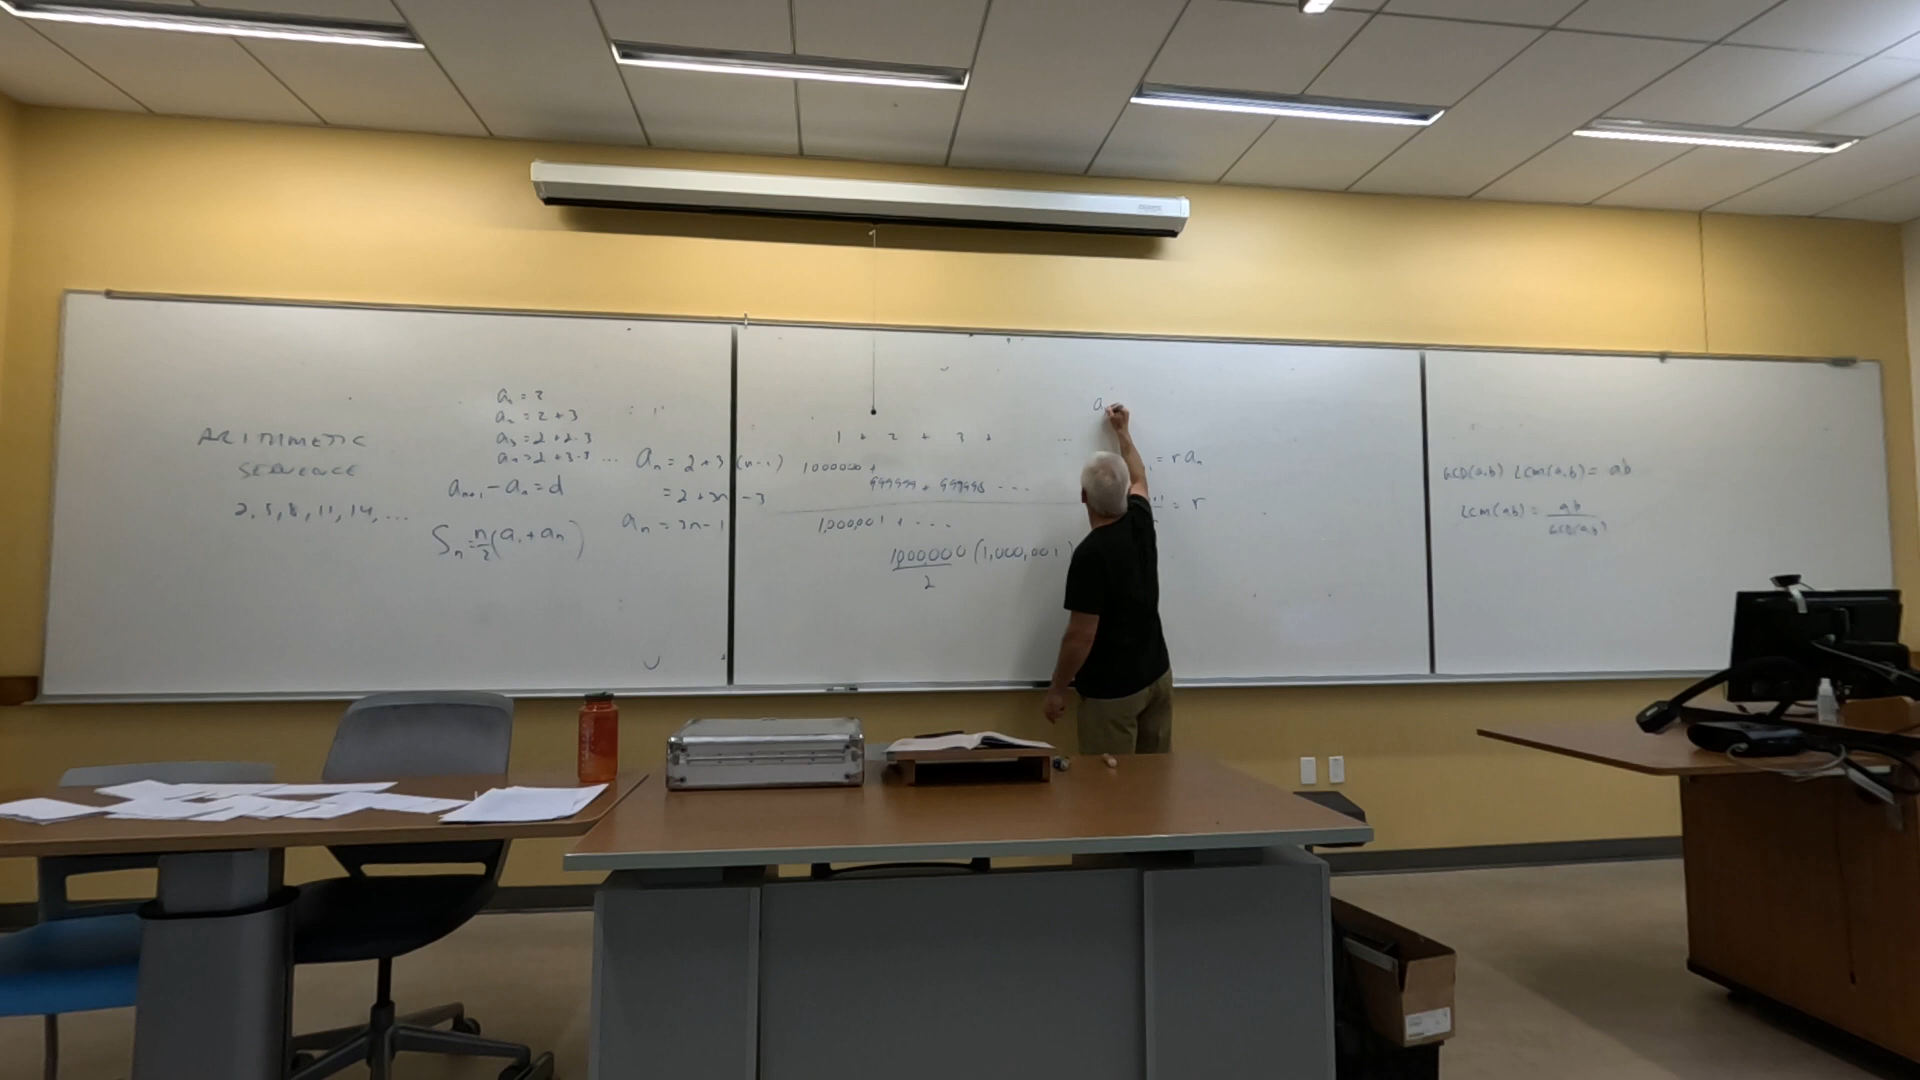 ARITHMETIC
SEQUENCE
2, 5, 8, 11, 14, ...
a₁ = 2
a₂ = 2 + 3
a₃ = 2 + 2·3
a₄ = 2 + 3·3 ...
aₙ₊₁ − aₙ = d
Sₙ = n/2 (a₁ + aₙ)
aₙ = 2 + 3 (n−1)
= 2 + 3n − 3
aₙ = 3n − 1
1 + 2 + 3 + ...
1000000 +
999999 + 999998 ...
1,000,001 + ...
1,000,000/2 (1,000,001)
a
= r aₙ
= r
GCD(a,b) LCM(a,b) = ab
LCM(a,b) = ab/GCD(a,b)